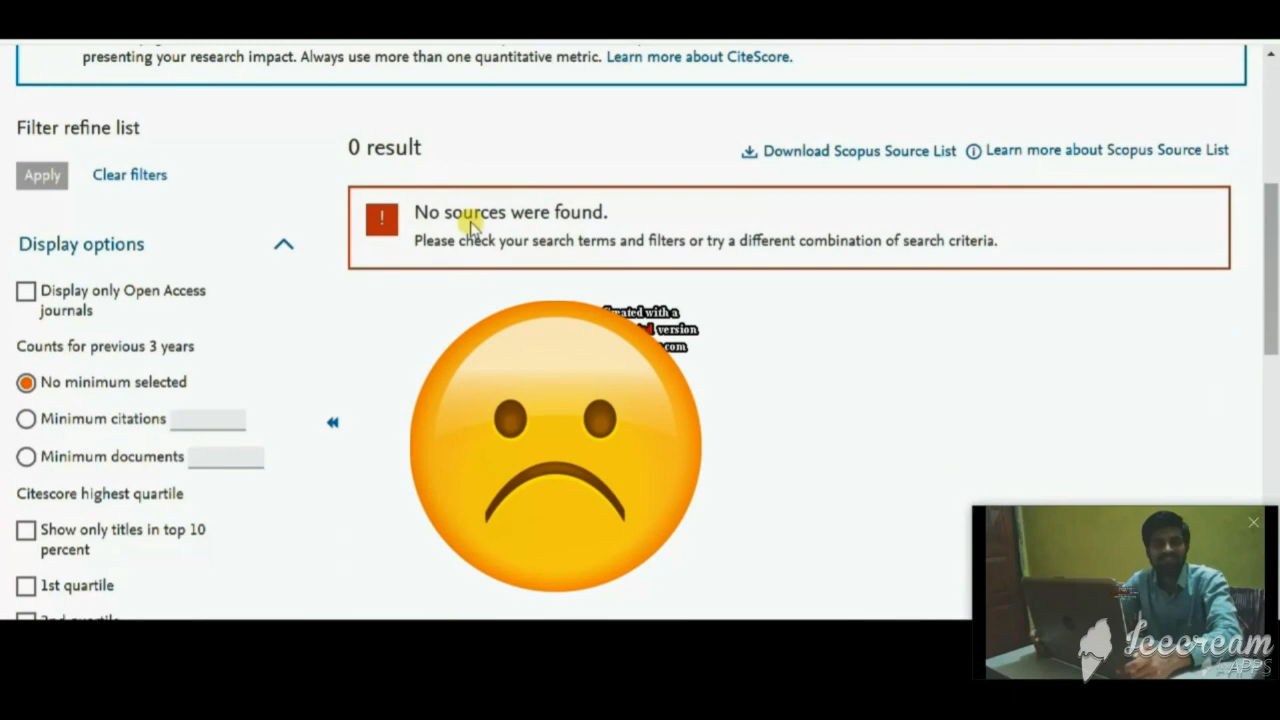 presenting your research impact. Always use more than one quantitative metric. Learn more about CiteScore.
Filter refine list
Apply
Clear filters
0 result
Download Scopus Source List
Learn more about Scopus Source List
!
No sources were found.
Please check your search terms and filters or try a different combination of search criteria.
Display options
Display only Open Access
journals
Counts for previous 3 years
No minimum selected
Minimum citations
Minimum documents
Citescore highest quartile
Show only titles in top 10
percent
1st quartile
with a
version
com
Icecream
APPS